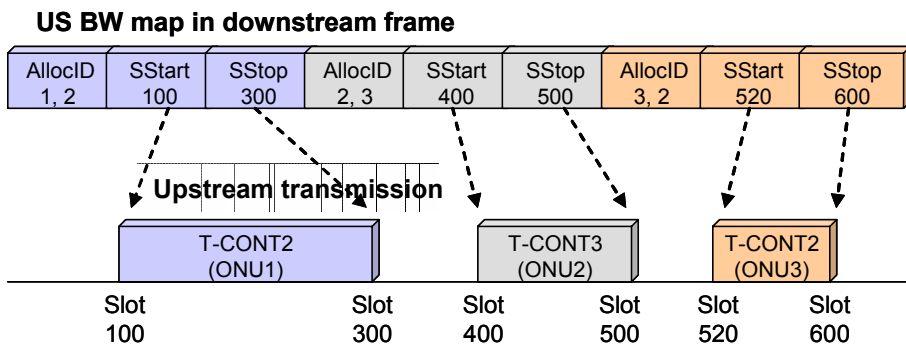 US BW map in downstream frame
AllocID SStart SStop AllocID SStart SStop AllocID SStart SStop
1, 2 100 300 2, 3 400 500 3, 2 520 600
Upstream transmission
T-CONT2 T-CONT3 T-CONT2
(ONU1) (ONU2) (ONU3)
Slot Slot Slot Slot Slot Slot
100 300 400 500 520 600